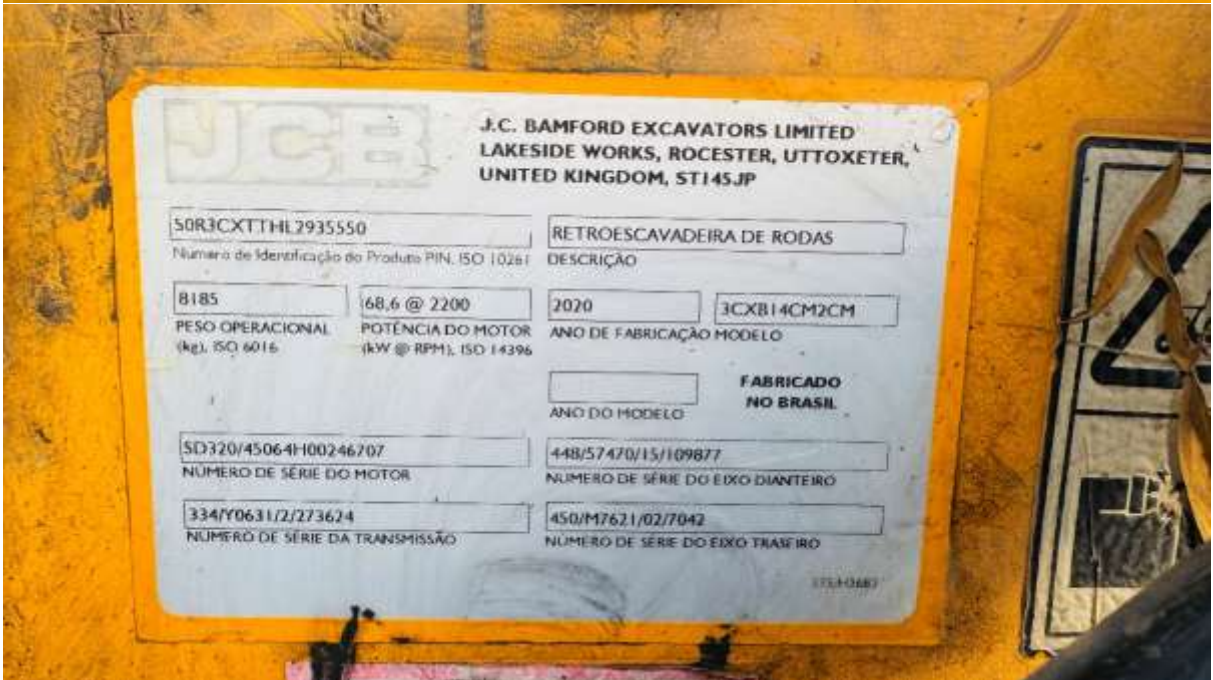 JCB
J.C. BAMFORD EXCAVATORS LIMITED
LAKESIDE WORKS, ROCESTER, UTTOXETER,
UNITED KINGDOM, ST145JP
S0R3CXTTHL2935550
Numero de Identificação do Produto PIN, ISO 10261
RETROESCAVADEIRA DE RODAS
DESCRIÇÃO
8185
PESO OPERACIONAL
(kg), ISO 6016
68,6 @ 2200
POTÊNCIA DO MOTOR
(kW @ RPM), ISO 14396
2020
ANO DE FABRICAÇÃO
3CXB14CM2CM
MODELO
ANO DO MODELO
FABRICADO
NO BRASIL
SD320/45064H00246707
NÚMERO DE SÉRIE DO MOTOR
448/57470/15/109877
NUMERO DE SÉRIE DO EIXO DIANTEIRO
334/Y0631/2/273624
NÚMERO DE SÉRIE DA TRANSMISSÃO
450/M7621/02/7042
NÚMERO DE SÉRIE DO EIXO TRASEIRO